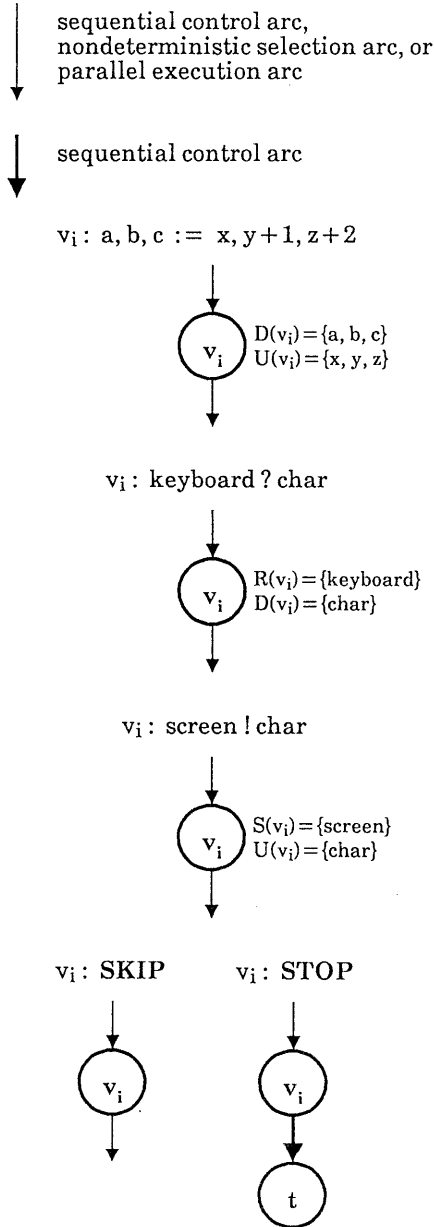 sequential control arc,
nondeterministic selection arc, or
parallel execution arc
sequential control arc
vᵢ : a, b, c := x, y+1, z+2
vᵢ
D(vᵢ)={a, b, c}
U(vᵢ)={x, y, z}
vᵢ : keyboard ? char
vᵢ
R(vᵢ)={keyboard}
D(vᵢ)={char}
vᵢ : screen ! char
vᵢ
S(vᵢ)={screen}
U(vᵢ)={char}
vᵢ : SKIP vᵢ : STOP
vᵢ vᵢ
t